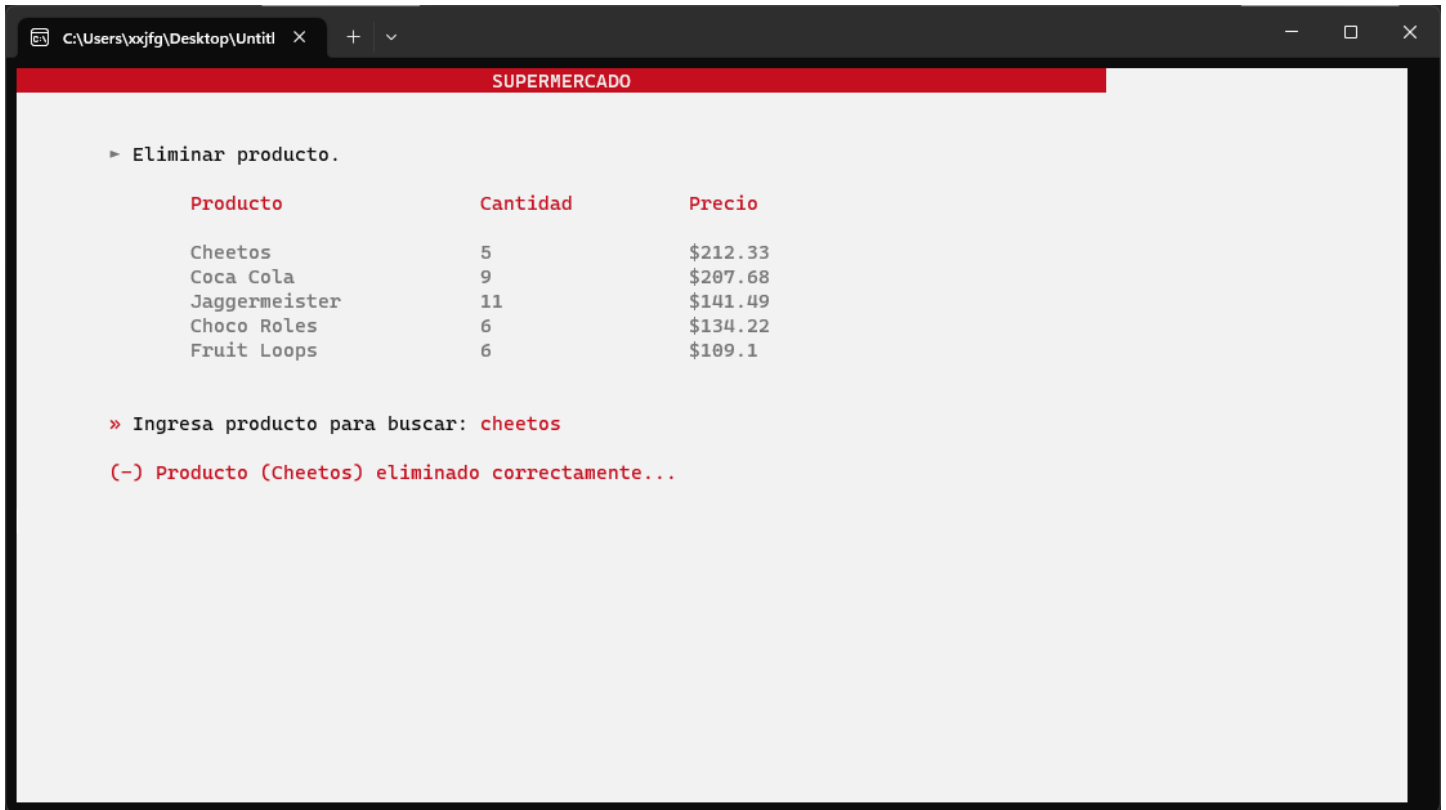 C:\Users\xxjfg\Desktop\Untitl
SUPERMERCADO
► Eliminar producto.
Producto Cantidad Precio
Cheetos 5 $212.33
Coca Cola 9 $207.68
Jaggermeister 11 $141.49
Choco Roles 6 $134.22
Fruit Loops 6 $109.1
» Ingresa producto para buscar: cheetos
(-) Producto (Cheetos) eliminado correctamente...